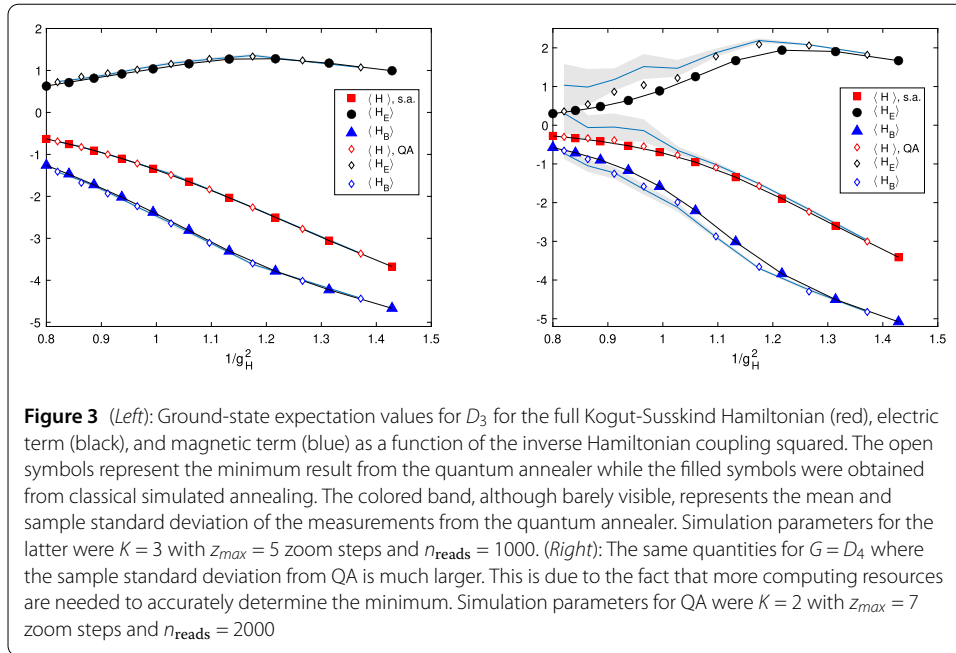 2
1
0
-1
-2
-3
-4
-5
0.8 0.9 1 1.1 1.2 1.3 1.4 1.5
1/g²_H
⟨ H ⟩, s.a.
⟨ H_E⟩
⟨ H_B⟩
⟨ H ⟩, QA
⟨ H_E⟩
⟨ H_B⟩
2
1
0
-1
-2
-3
-4
-5
0.8 0.9 1 1.1 1.2 1.3 1.4 1.5
1/g²_H
⟨ H ⟩, s.a.
⟨ H_E⟩
⟨ H_B⟩
⟨ H ⟩, QA
⟨ H_E⟩
⟨ H_B⟩
Figure 3 (Left): Ground-state expectation values for D₃ for the full Kogut-Susskind Hamiltonian (red), electric
term (black), and magnetic term (blue) as a function of the inverse Hamiltonian coupling squared. The open
symbols represent the minimum result from the quantum annealer while the filled symbols were obtained
from classical simulated annealing. The colored band, although barely visible, represents the mean and
sample standard deviation of the measurements from the quantum annealer. Simulation parameters for the
latter were K = 3 with z_max = 5 zoom steps and n_reads = 1000. (Right): The same quantities for G = D₄ where
the sample standard deviation from QA is much larger. This is due to the fact that more computing resources
are needed to accurately determine the minimum. Simulation parameters for QA were K = 2 with z_max = 7
zoom steps and n_reads = 2000